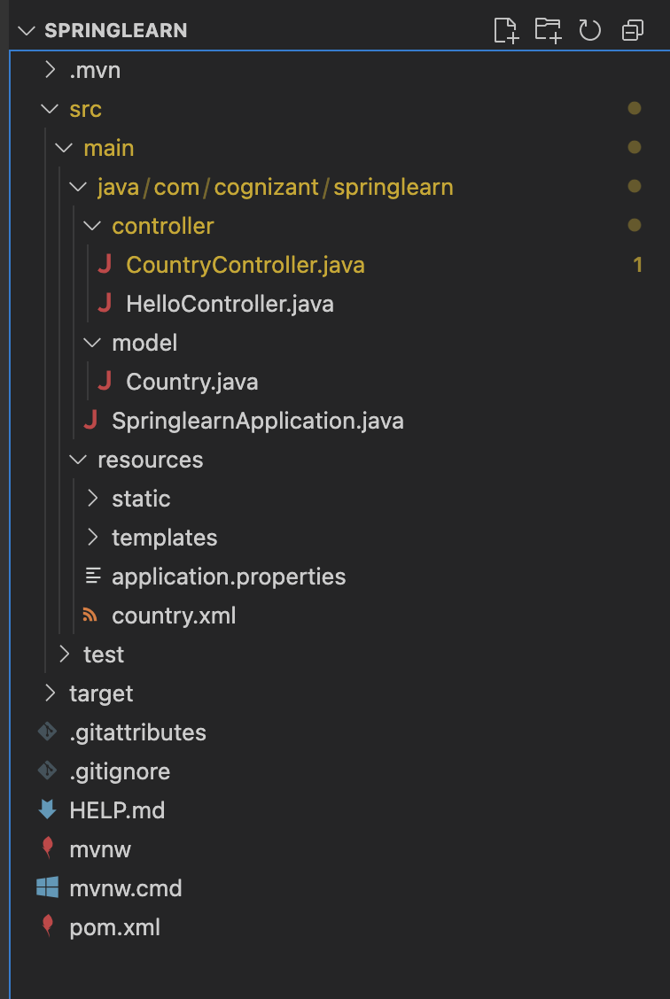 SPRINGLEARN
.mvn
src
main
java/com/cognizant/springlearn
controller
CountryController.java 1
HelloController.java
model
Country.java
SpringlearnApplication.java
resources
static
templates
application.properties
country.xml
test
target
.gitattributes
.gitignore
HELP.md
mvnw
mvnw.cmd
pom.xml